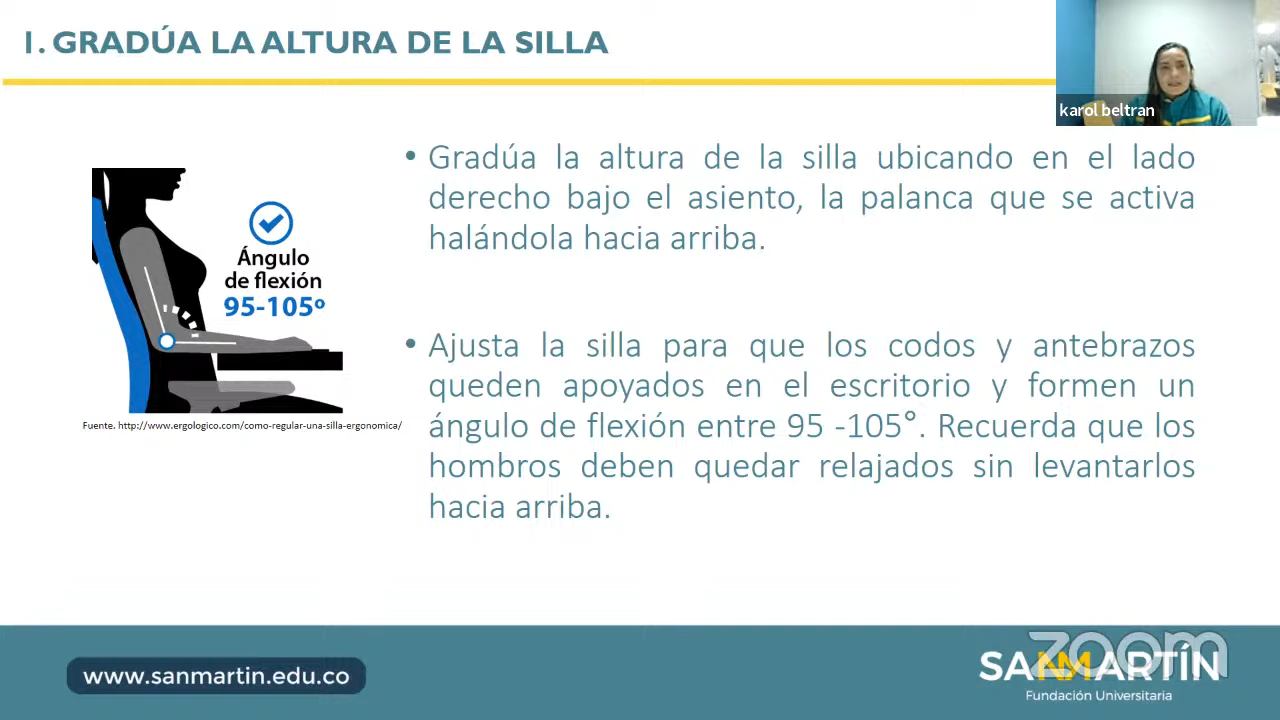 I. GRADÚA LA ALTURA DE LA SILLA
karol beltran
• Gradúa la altura de la silla ubicando en el lado
derecho bajo el asiento, la palanca que se activa
halándola hacia arriba.
Ángulo
de flexión
95-105º
• Ajusta la silla para que los codos y antebrazos
queden apoyados en el escritorio y formen un
ángulo de flexión entre 95 -105°. Recuerda que los
hombros deben quedar relajados sin levantarlos
hacia arriba.
Fuente. http://www.ergologico.com/como-regular-una-silla-ergonomica/
www.sanmartin.edu.co
zoom
SANMARTÍN
Fundación Universitaria